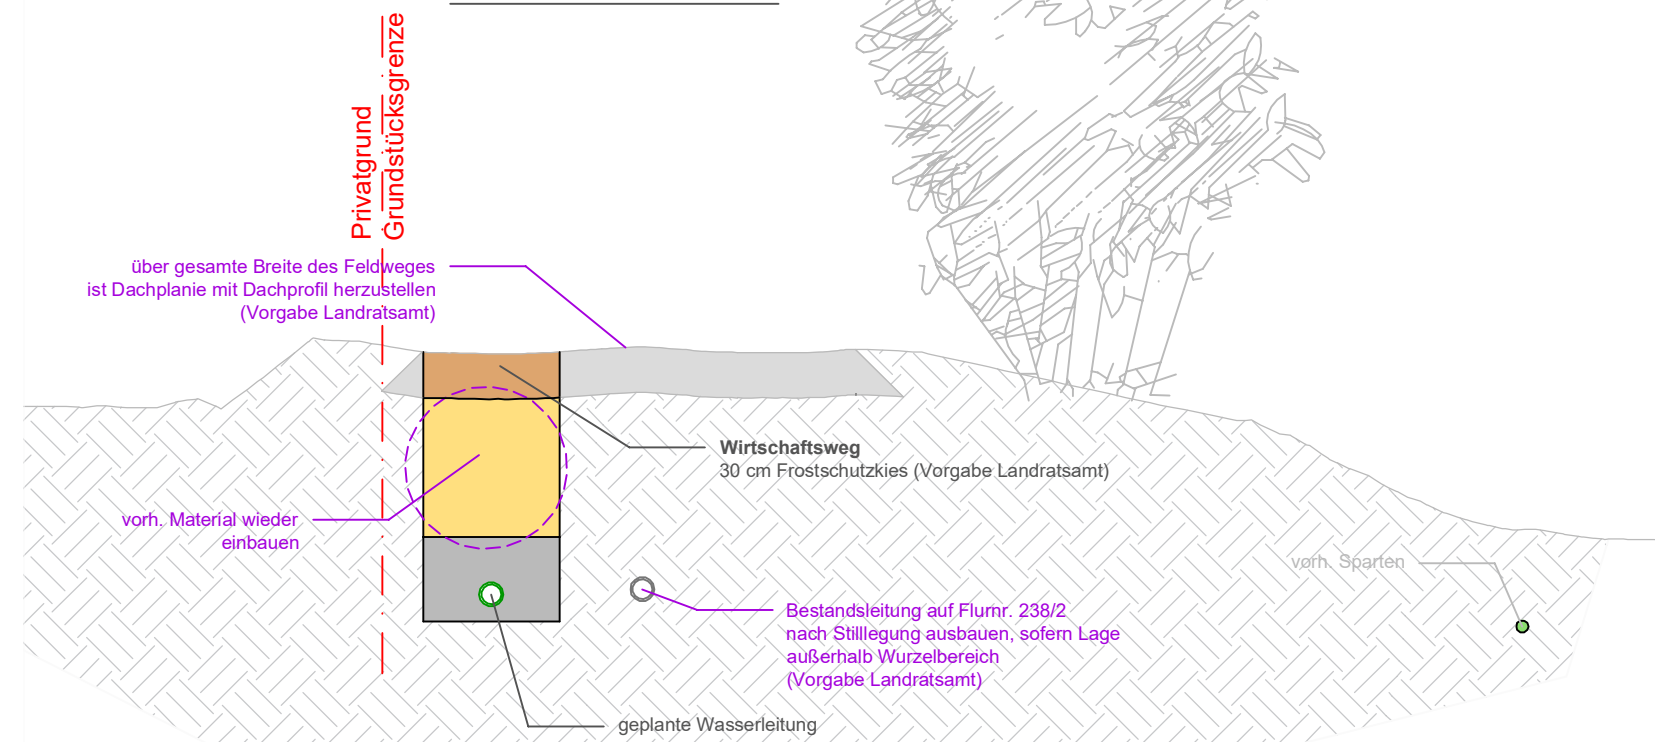 Privatgrund
Grundstücksgrenze
über gesamte Breite des Feldweges
ist Dachplanie mit Dachprofil herzustellen
(Vorgabe Landratsamt)
Wirtschaftsweg
30 cm Frostschutzkies (Vorgabe Landratsamt)
vorh. Material wieder
einbauen
vorh. Sparten
Bestandsleitung auf Flurnr. 238/2
nach Stilllegung ausbauen, sofern Lage
außerhalb Wurzelbereich
(Vorgabe Landratsamt)
geplante Wasserleitung